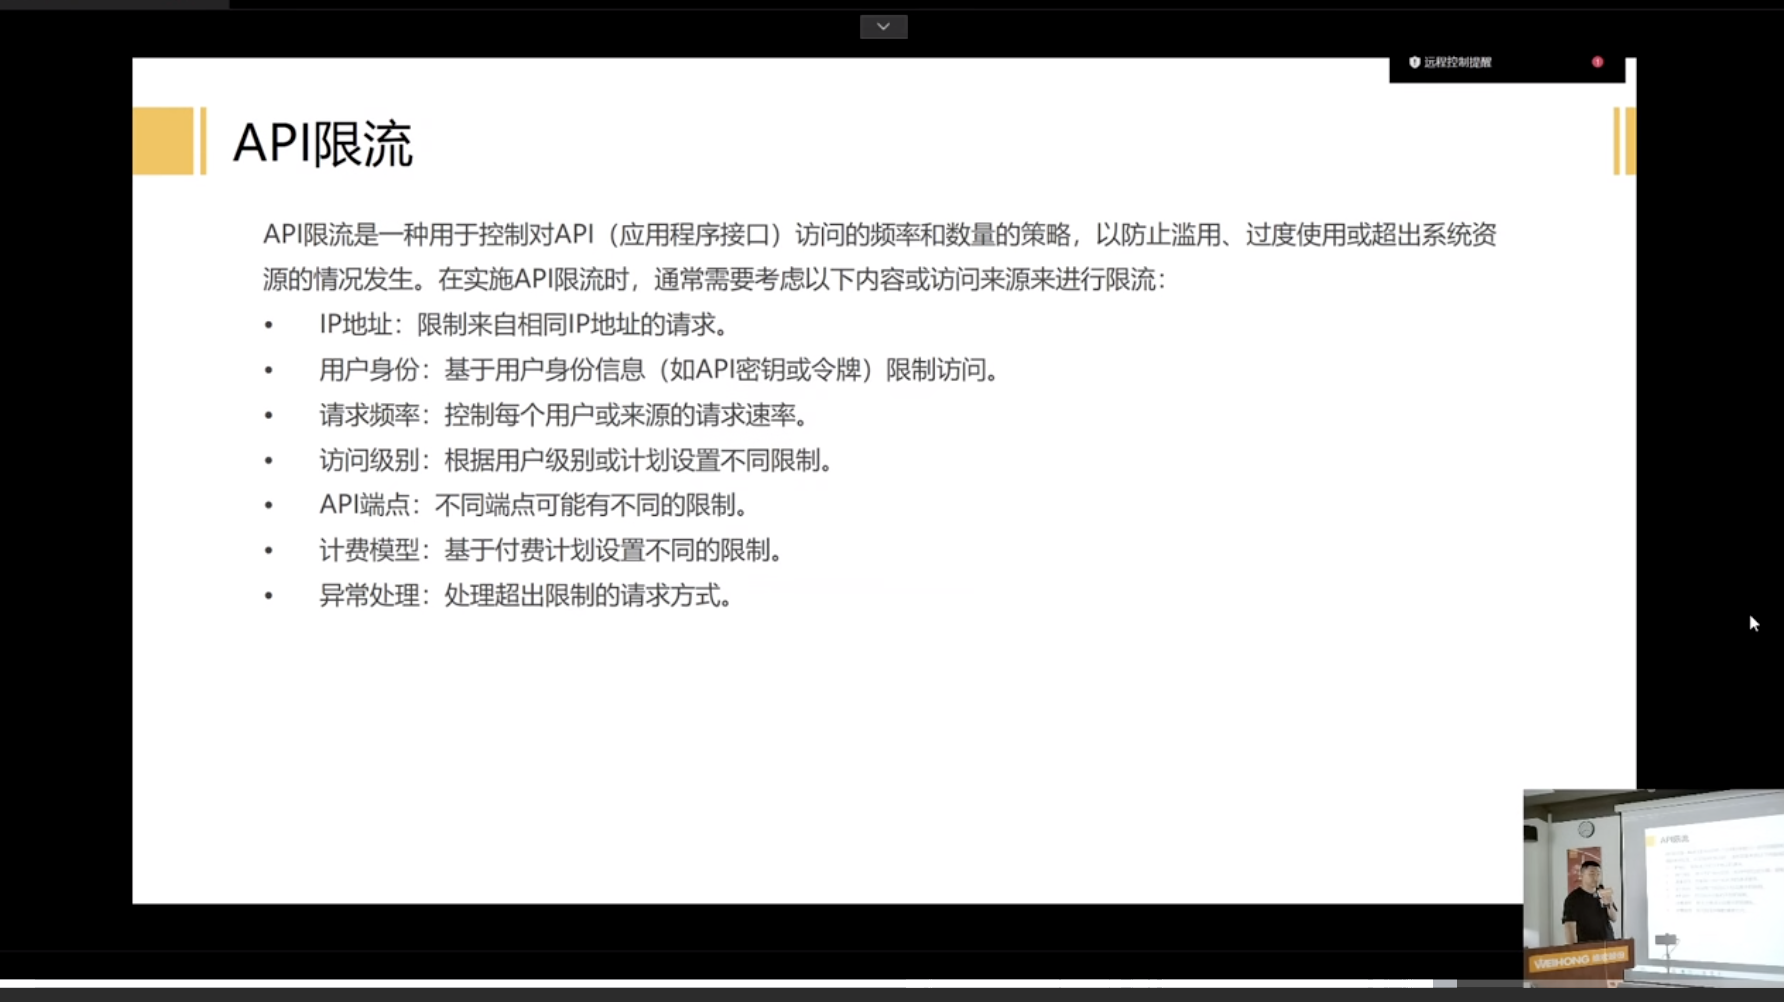 远程控制提醒
API限流
API限流是一种用于控制对API（应用程序接口）访问的频率和数量的策略，以防止滥用、过度使用或超出系统资
源的情况发生。在实施API限流时，通常需要考虑以下内容或访问来源来进行限流：
• IP地址：限制来自相同IP地址的请求。
• 用户身份：基于用户身份信息（如API密钥或令牌）限制访问。
• 请求频率：控制每个用户或来源的请求速率。
• 访问级别：根据用户级别或计划设置不同限制。
• API端点：不同端点可能有不同的限制。
• 计费模型：基于付费计划设置不同的限制。
• 异常处理：处理超出限制的请求方式。
API限流
WEIHONG